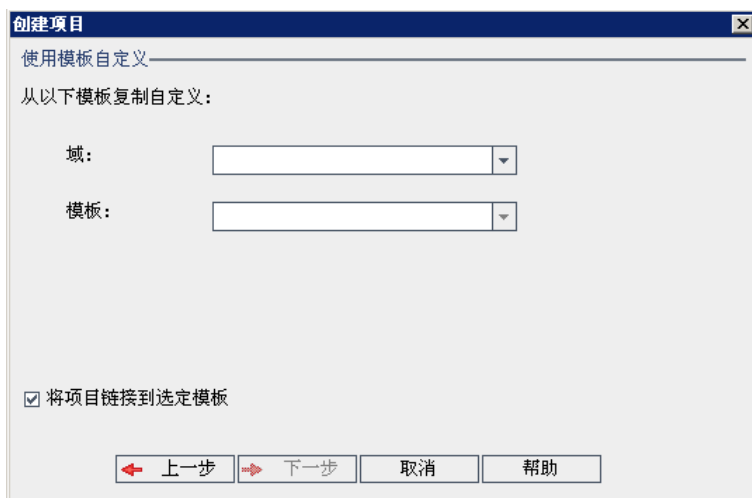 创建项目
使用模板自定义
从以下模板复制自定义：
域：
模板：
将项目链接到选定模板
上一步 下一步 取消 帮助